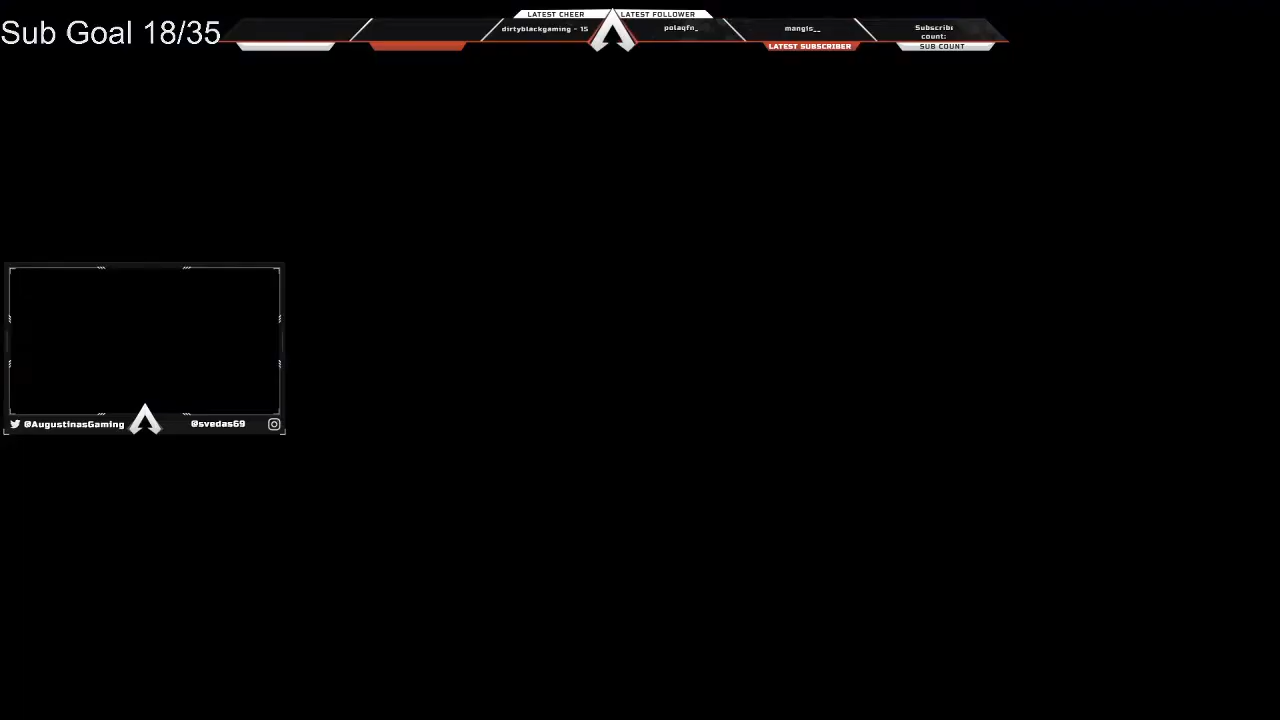 Sub Goal 18/35
LATEST CHEER
LATEST FOLLOWER
dirtyblackgaming - 15
polaqfn_
mangis__
Subscribi
count:
LATEST SUBSCRIBER
SUB COUNT
@AugustinasGaming
@svedas69